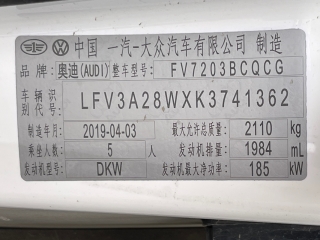 中国 一汽-大众汽车有限公司 制造
品牌 奥迪(AUDI) 整车型号 FV7203BCQCG
车辆识别代号 LFV3A28WXK3741362
制造年月 2019-04-03 最大允许总质量 2110 kg
乘坐人数 5 人 发动机排量 1984 mL
发动机型号 DKW 发动机最大净功率 185 kW